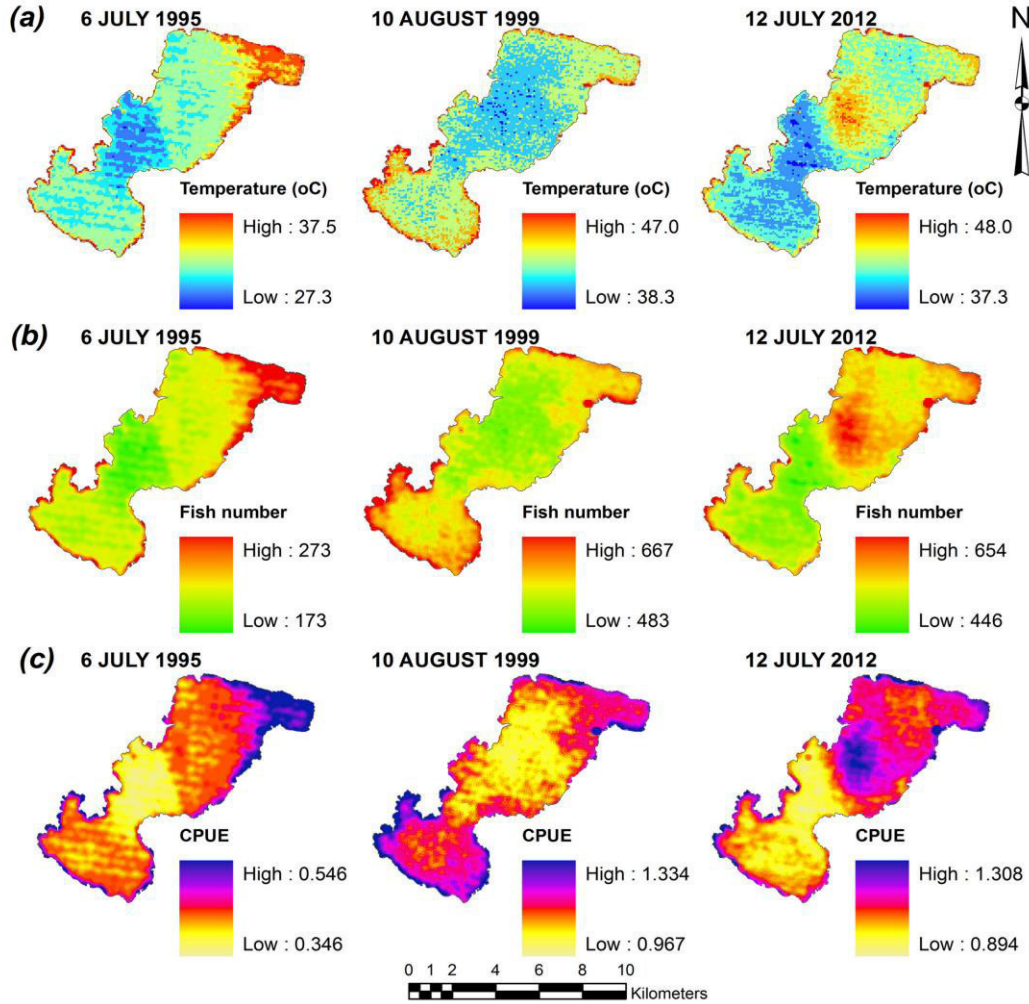 (a)
6 JULY 1995
10 AUGUST 1999
12 JULY 2012
N
Temperature (oC)
High : 37.5
Low : 27.3
Temperature (oC)
High : 47.0
Low : 38.3
Temperature (oC)
High : 48.0
Low : 37.3
(b)
6 JULY 1995
10 AUGUST 1999
12 JULY 2012
Fish number
High : 273
Low : 173
Fish number
High : 667
Low : 483
Fish number
High : 654
Low : 446
(c)
6 JULY 1995
10 AUGUST 1999
12 JULY 2012
CPUE
High : 0.546
Low : 0.346
CPUE
High : 1.334
Low : 0.967
CPUE
High : 1.308
Low : 0.894
0 1 2 4 6 8 10
Kilometers